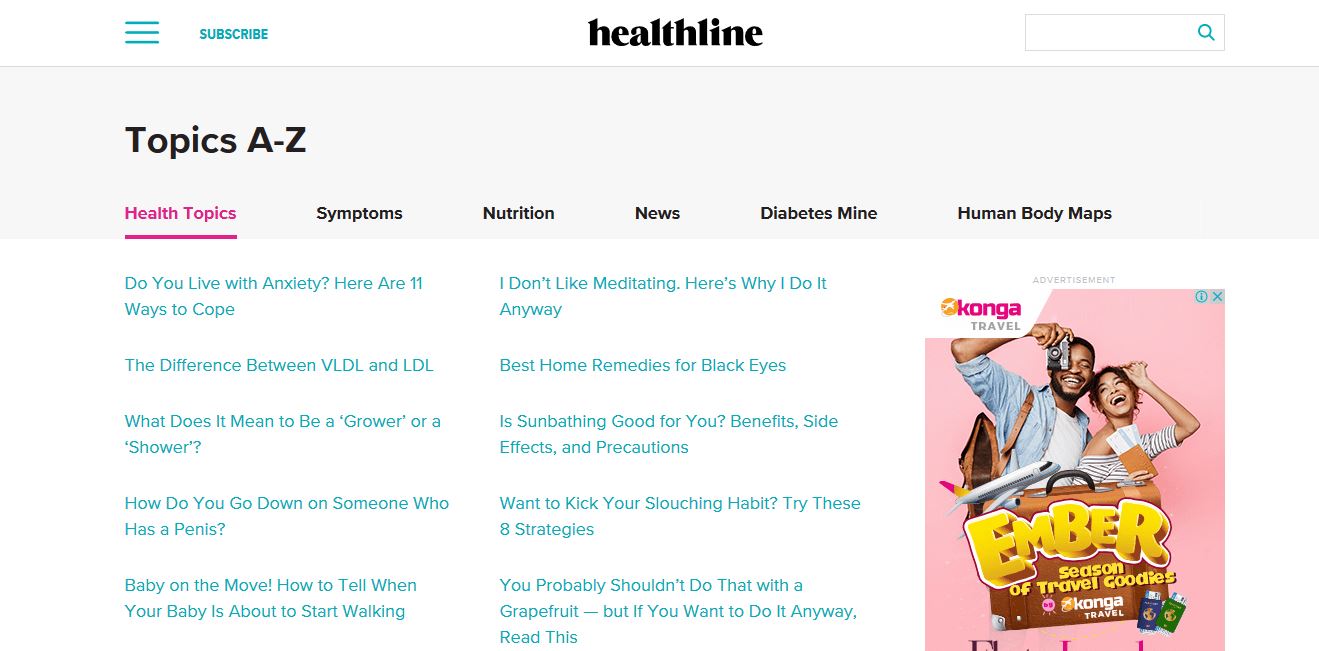 SUBSCRIBE
healthline
Topics A-Z
Health Topics
Symptoms
Nutrition
News
Diabetes Mine
Human Body Maps
Do You Live with Anxiety? Here Are 11
Ways to Cope
The Difference Between VLDL and LDL
What Does It Mean to Be a ‘Grower’ or a
‘Shower’?
How Do You Go Down on Someone Who
Has a Penis?
Baby on the Move! How to Tell When
Your Baby Is About to Start Walking
I Don’t Like Meditating. Here’s Why I Do It
Anyway
Best Home Remedies for Black Eyes
Is Sunbathing Good for You? Benefits, Side
Effects, and Precautions
Want to Kick Your Slouching Habit? Try These
8 Strategies
You Probably Shouldn’t Do That with a
Grapefruit — but If You Want to Do It Anyway,
Read This
ADVERTISEMENT
konga
TRAVEL
EMBER
Season
of Travel Goodies
by konga
TRAVEL